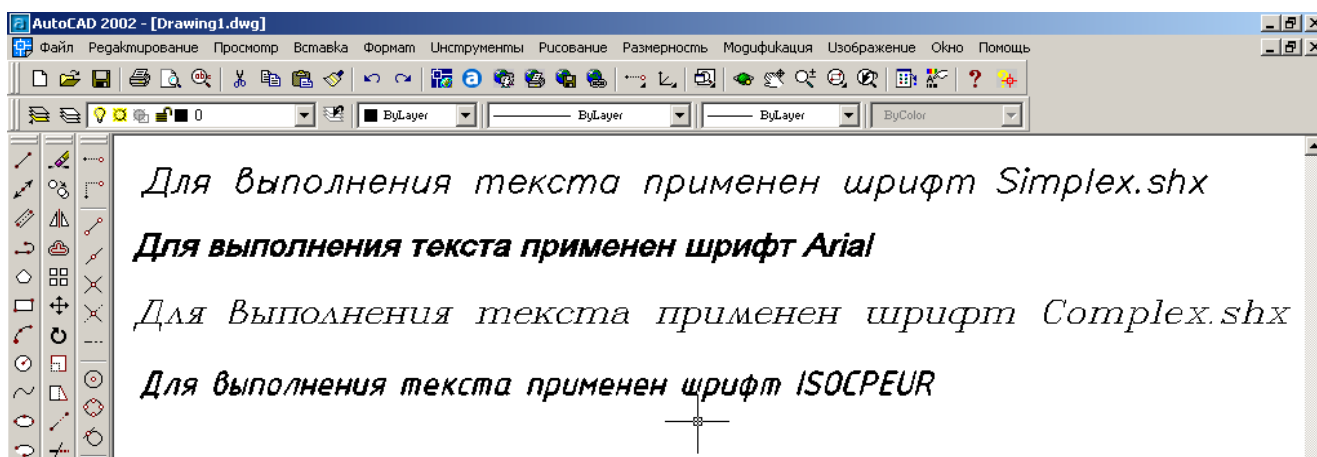 AutoCAD 2002 - [Drawing1.dwg]
Файл Редактирование Просмотр Вставка Формат Инструменты Рисование Размерность Модификация Изображение Окно Помощь
0 ByLayer ByLayer ByLayer ByColor
Для выполнения текста применен шрифт Simplex.shx
Для выполнения текста применен шрифт Arial
Для выполнения текста применен шрифт Complex.shx
Для выполнения текста применен шрифт ISOCPEUR